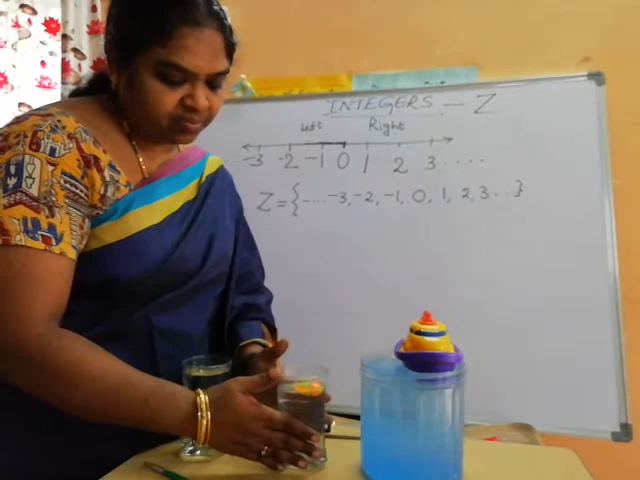 INTEGERS - Z
Left Right
-3 -2 -1 0 1 2 3 ....
Z = {-....-3, -2, -1, 0, 1, 2, 3...}